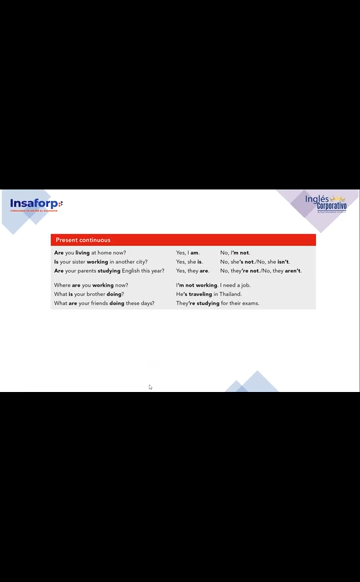 Insaforp
Inglés
Corporativo
Present continuous
Are you living at home now? Yes, I am. No, I'm not.
Is your sister working in another city? Yes, she is. No, she's not./No, she isn't.
Are your parents studying English this year? Yes, they are. No, they're not./No, they aren't.
Where are you working now? I'm not working. I need a job.
What is your brother doing? He's traveling in Thailand.
What are your friends doing these days? They're studying for their exams.